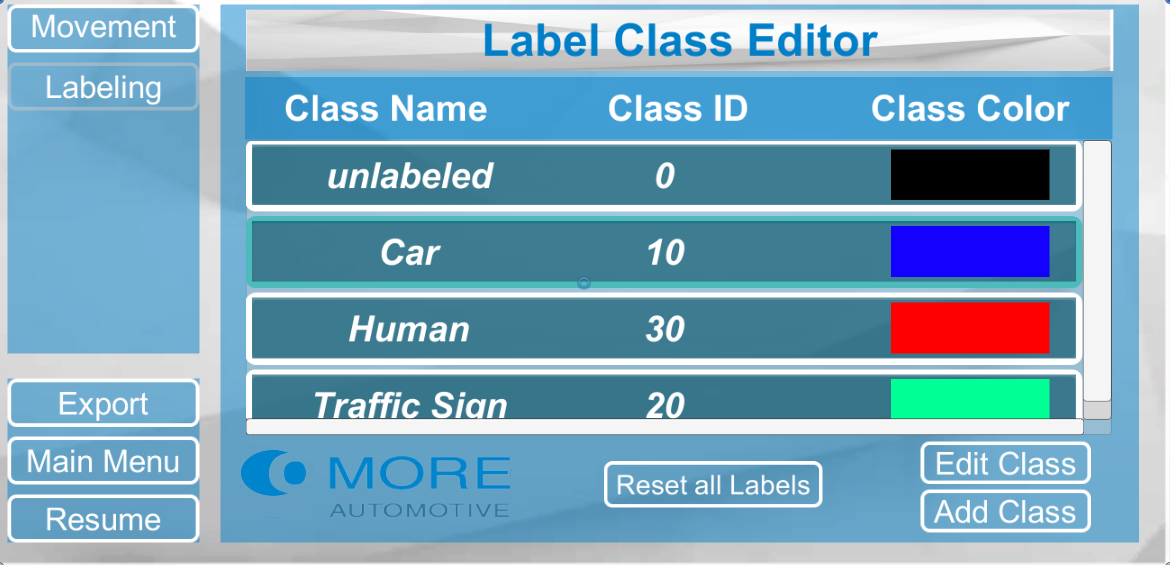 Movement
Labeling
Label Class Editor
Class Name Class ID Class Color
unlabeled 0
Car 10
Human 30
Traffic Sign 20
Export
Main Menu
Resume
MORE
AUTOMOTIVE
Reset all Labels
Edit Class
Add Class